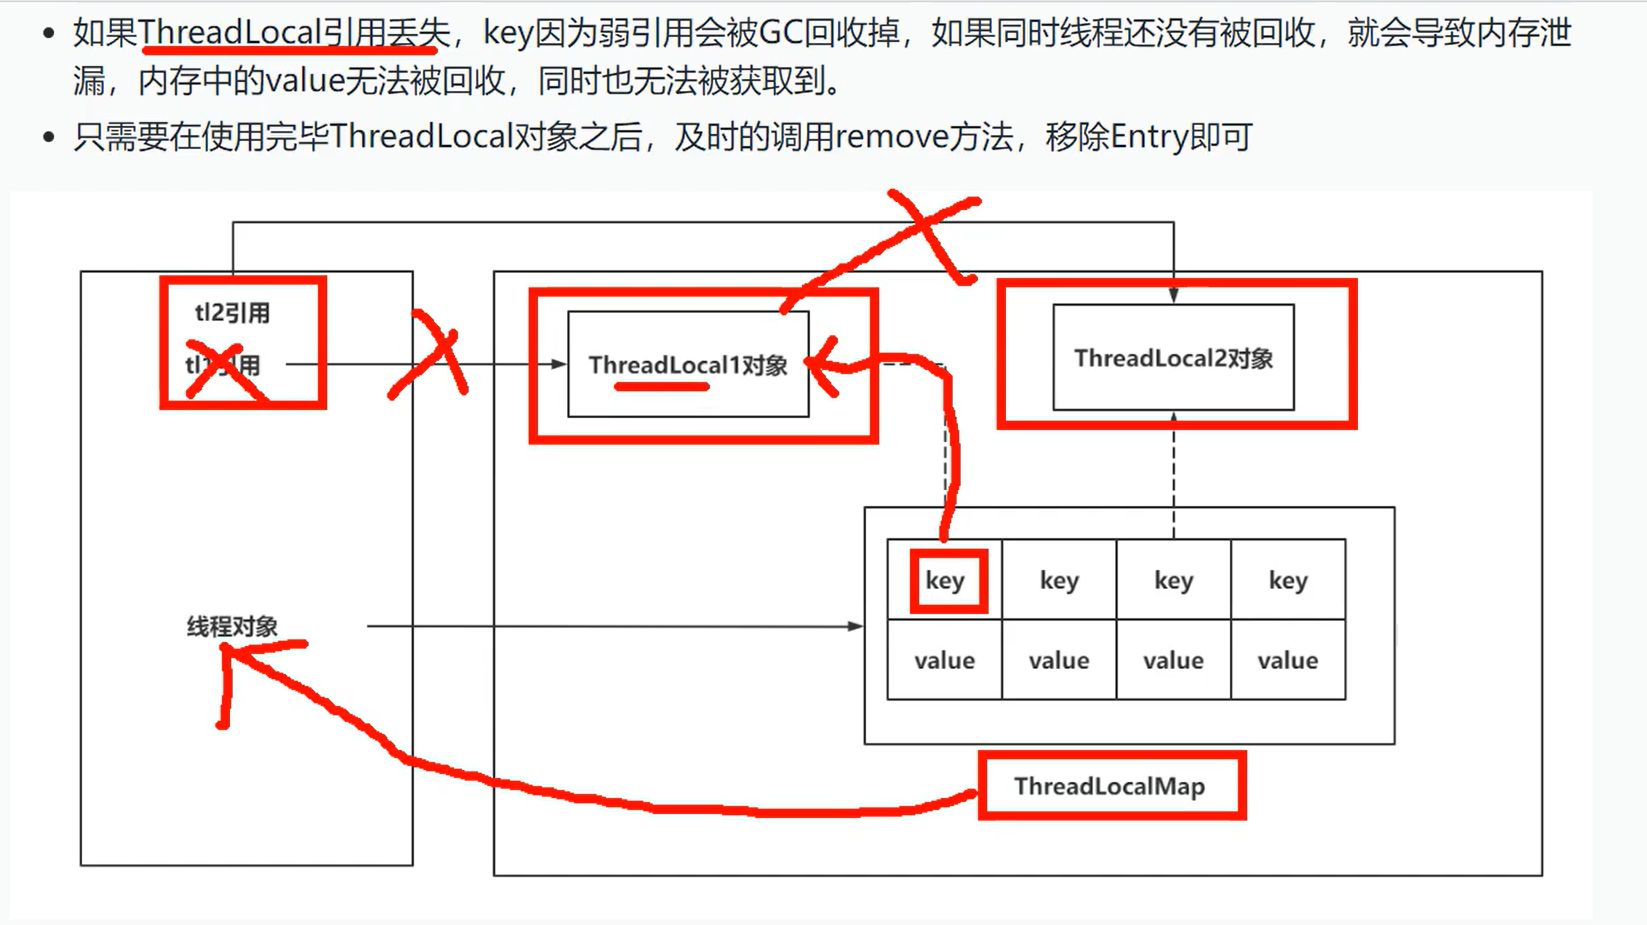 如果ThreadLocal引用丢失，key因为弱引用会被GC回收掉，如果同时线程还没有被回收，就会导致内存泄
漏，内存中的value无法被回收，同时也无法被获取到。
只需要在使用完毕ThreadLocal对象之后，及时的调用remove方法，移除Entry即可
tl2引用
tl1引用
ThreadLocal1对象
ThreadLocal2对象
key key key key
线程对象
value value value value
ThreadLocalMap